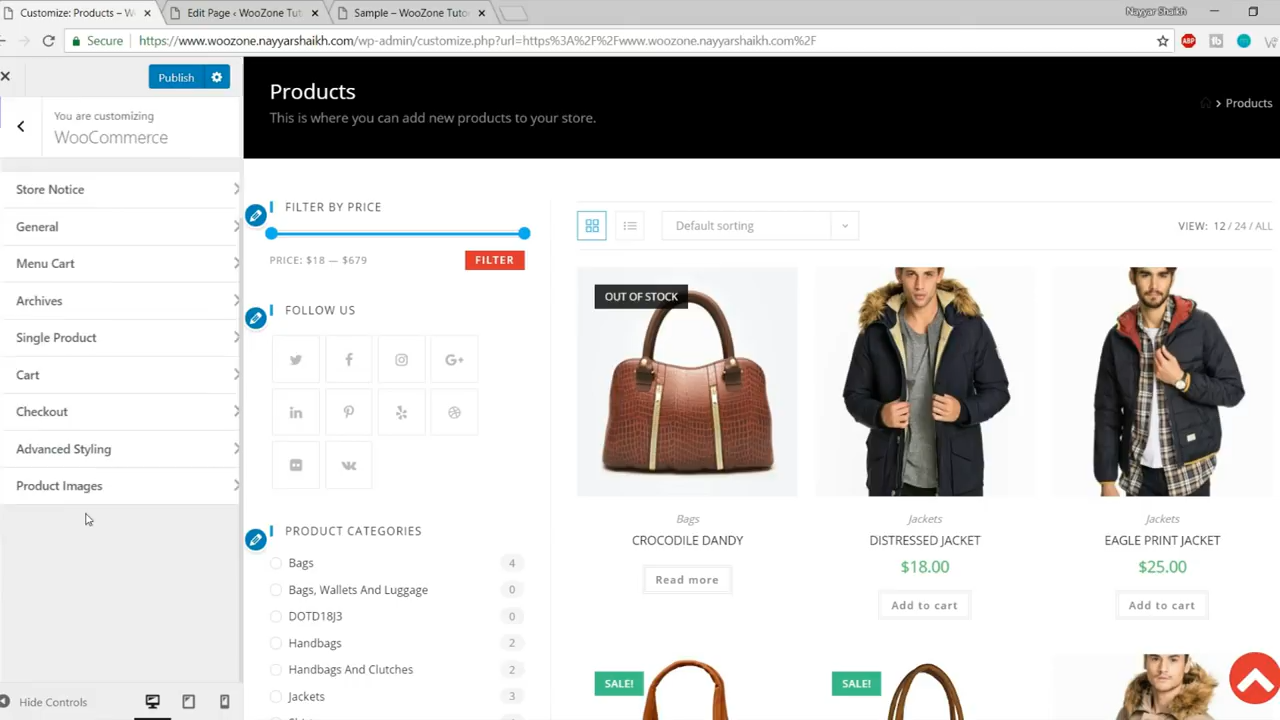 Customize: Products – W
Edit Page ‹ WooZone Tut
Sample – WooZone Tuto
Nayyar Shaikh
Secure
https://www.woozone.nayyarshaikh.com/wp-admin/customize.php?url=https%3A%2F%2Fwww.woozone.nayyarshaikh.com%2F
ABP
Publish
You are customizing
WooCommerce
Store Notice
General
Menu Cart
Archives
Single Product
Cart
Checkout
Advanced Styling
Product Images
Hide Controls
Products
This is where you can add new products to your store.
Products
FILTER BY PRICE
PRICE: $18 — $679
FILTER
FOLLOW US
G+
in
PRODUCT CATEGORIES
Bags 4
Bags, Wallets And Luggage 0
DOTD18J3 0
Handbags 2
Handbags And Clutches 2
Jackets 3
Default sorting
VIEW: 12 / 24 / ALL
OUT OF STOCK
Bags
CROCODILE DANDY
Read more
Jackets
DISTRESSED JACKET
$18.00
Add to cart
Jackets
EAGLE PRINT JACKET
$25.00
Add to cart
SALE!
SALE!